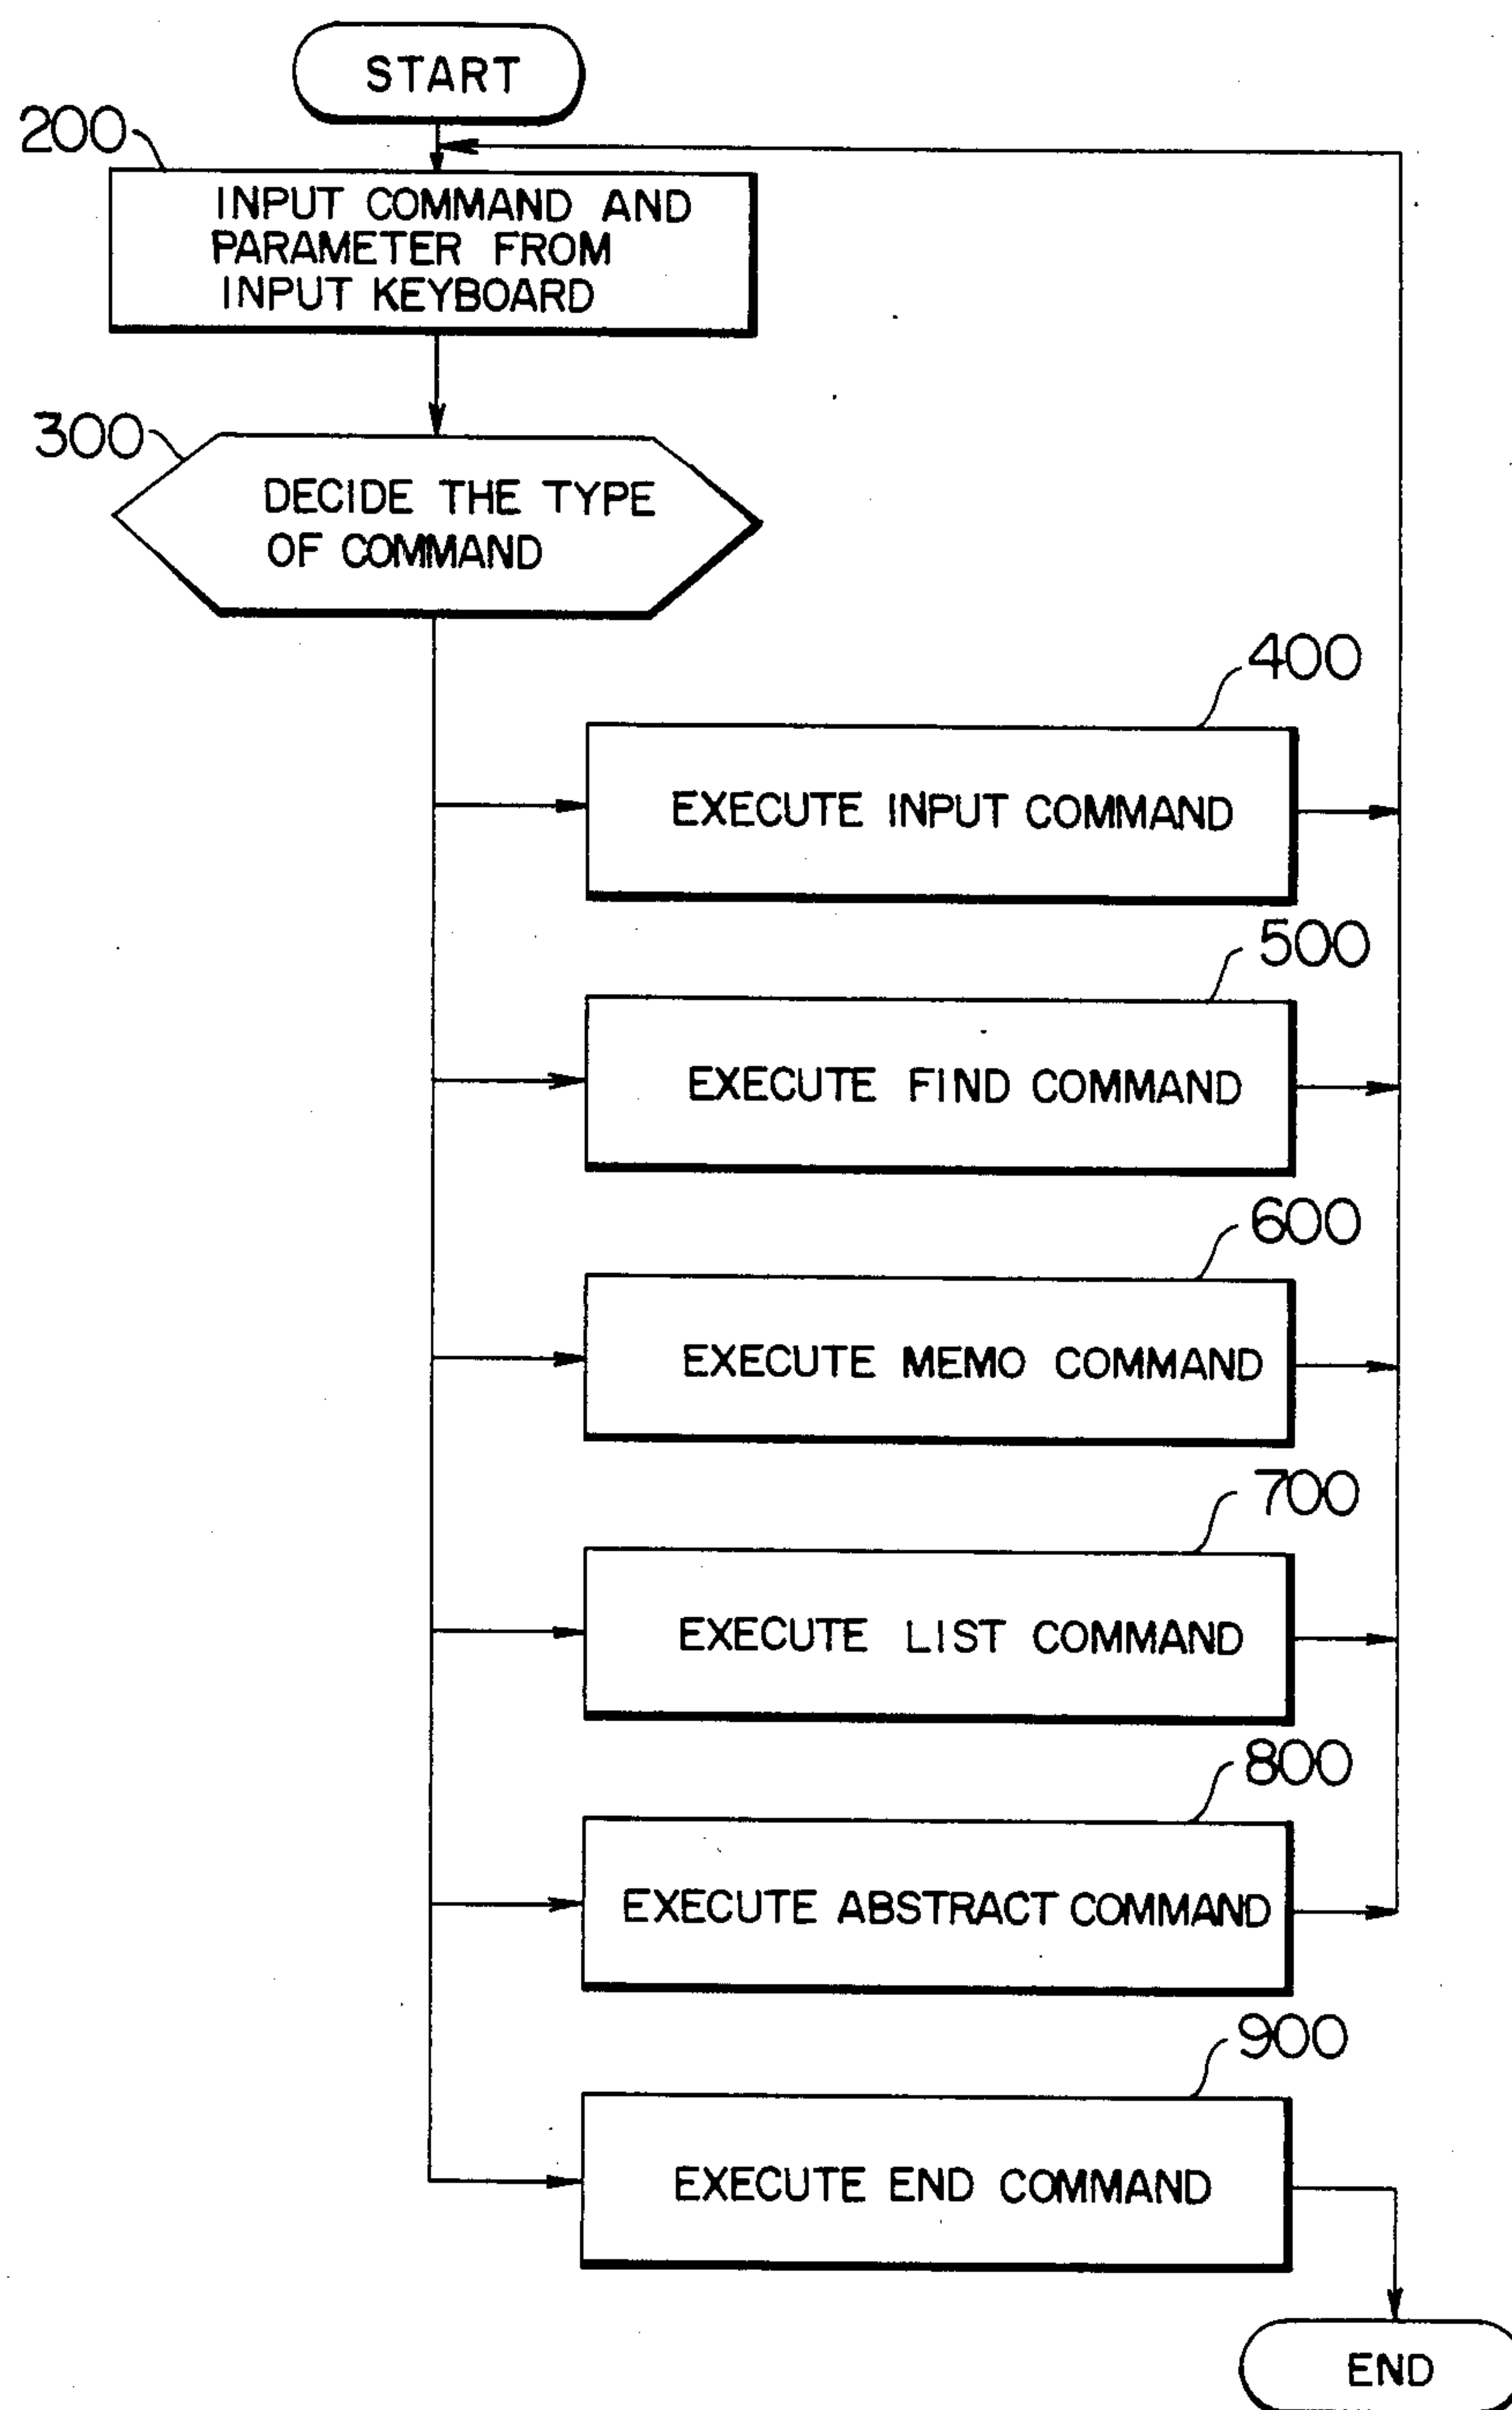 START
200
INPUT COMMAND AND
PARAMETER FROM
INPUT KEYBOARD
300
DECIDE THE TYPE
OF COMMAND
400
EXECUTE INPUT COMMAND
500
EXECUTE FIND COMMAND
600
EXECUTE MEMO COMMAND
700
EXECUTE LIST COMMAND
800
EXECUTE ABSTRACT COMMAND
900
EXECUTE END COMMAND
END